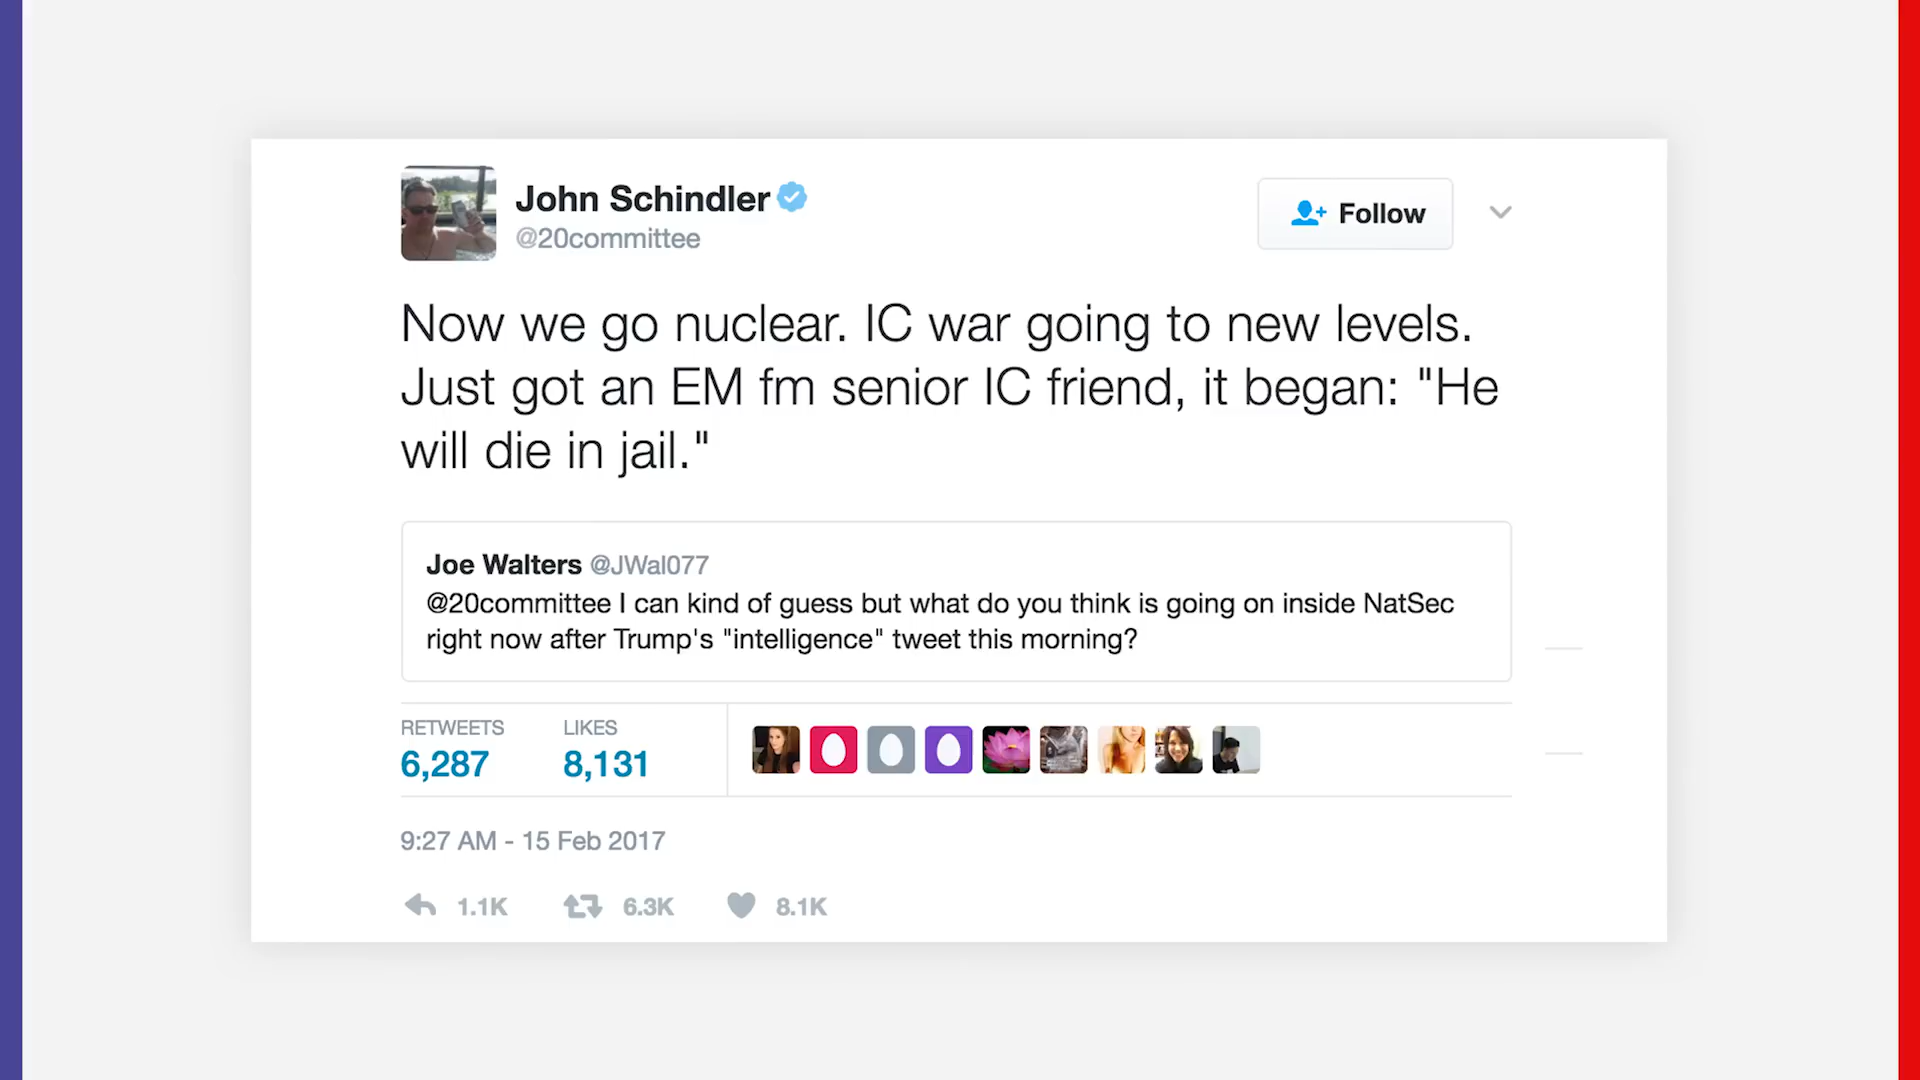 John Schindler
@20committee
Follow
Now we go nuclear. IC war going to new levels.
Just got an EM fm senior IC friend, it began: "He
will die in jail."
Joe Walters @JWal077
@20committee I can kind of guess but what do you think is going on inside NatSec
right now after Trump's "intelligence" tweet this morning?
RETWEETS LIKES
6,287 8,131
9:27 AM - 15 Feb 2017
1.1K 6.3K 8.1K